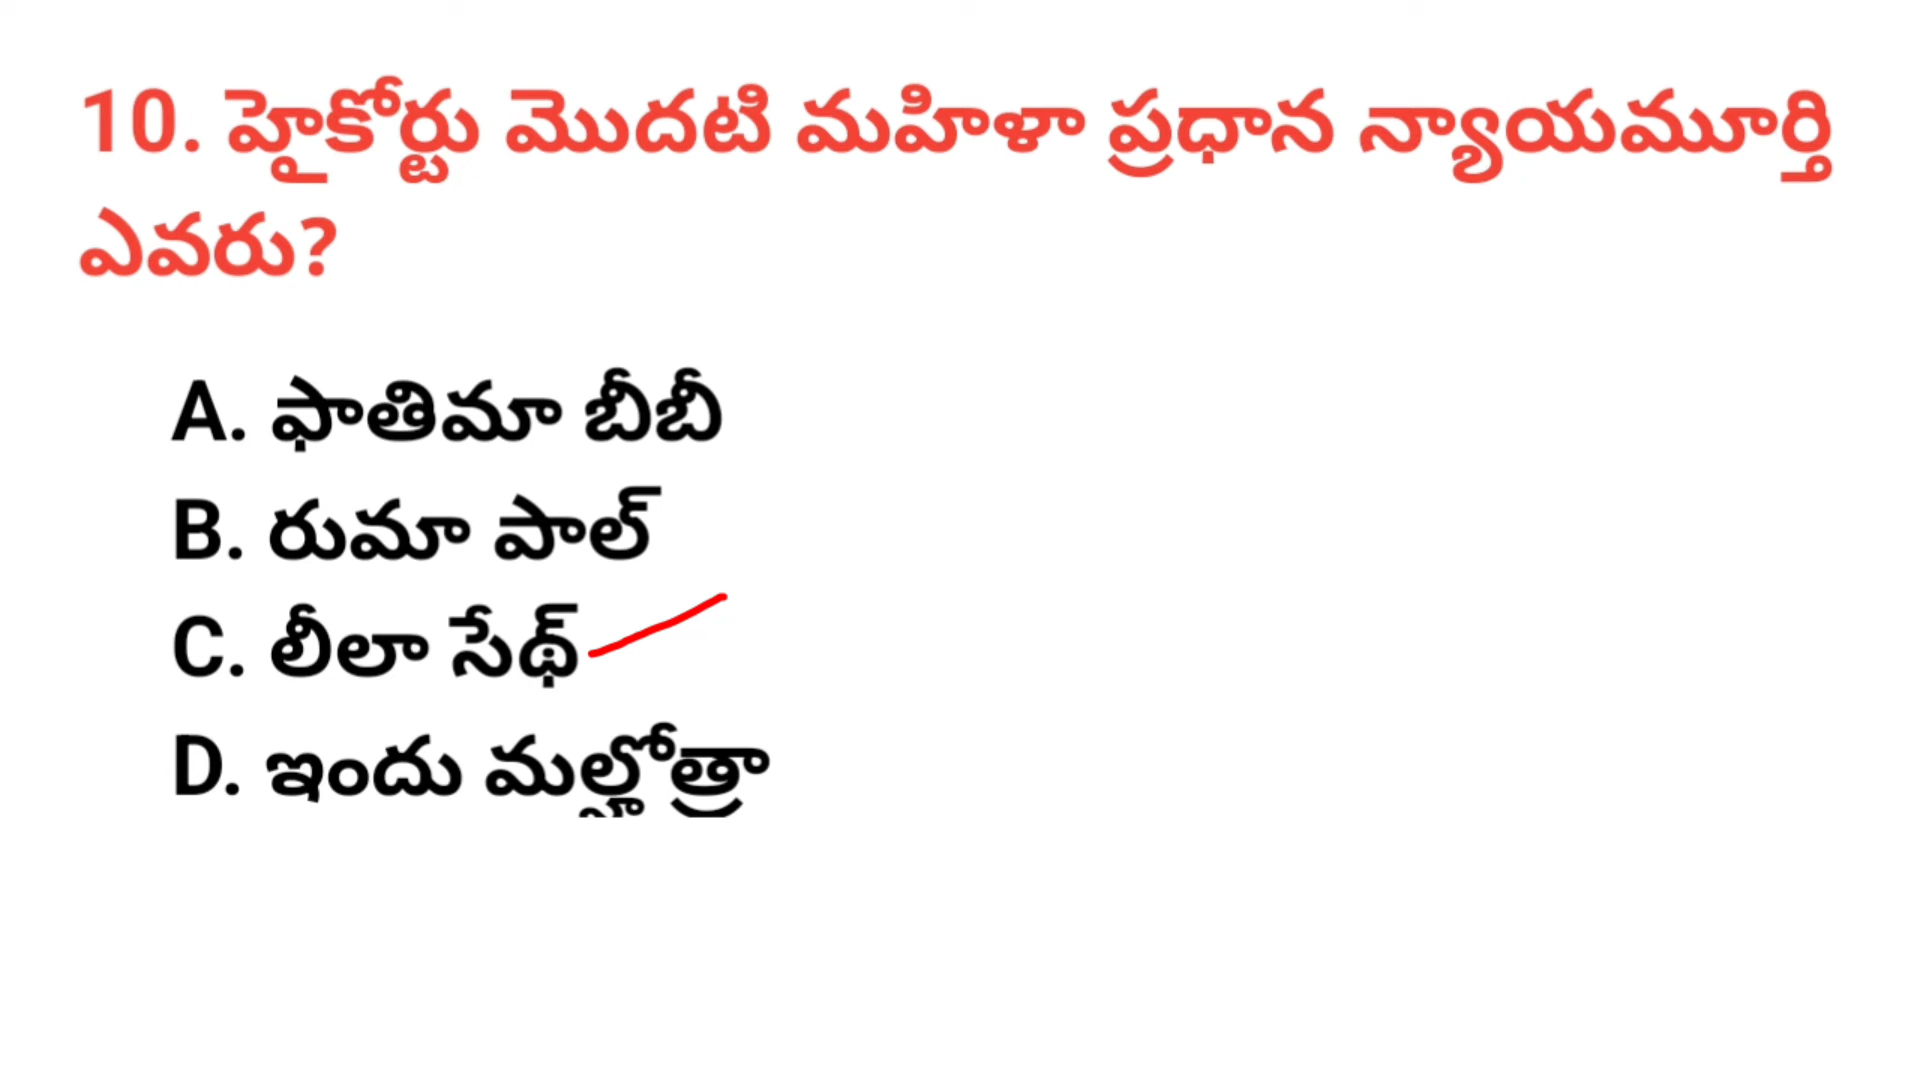 10. హైకోర్టు మొదటి మహిళా ప్రధాన న్యాయమూర్తి
ఎవరు?
A. ఫాతిమా బీబీ
B. రుమా పాల్
C. లీలా సేథ్
D. ఇందు మల్హోత్రా